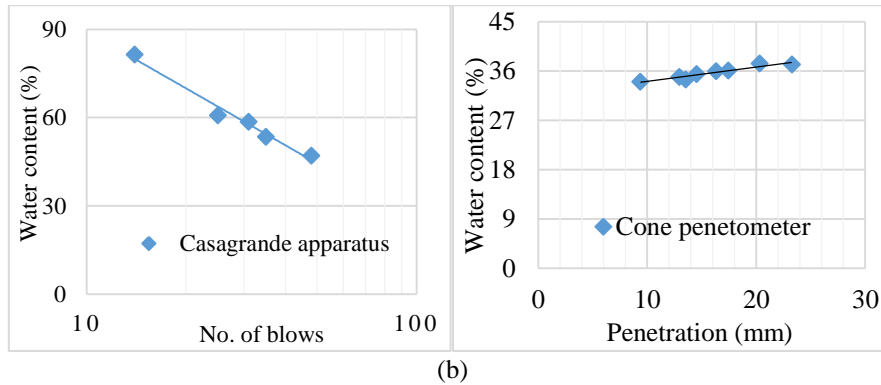 Water content (%)
90
60
30
0
Casagrande apparatus
10
100
No. of blows
Water content (%)
45
36
27
18
9
0
Cone penetometer
0
10
20
30
Penetration (mm)
(b)